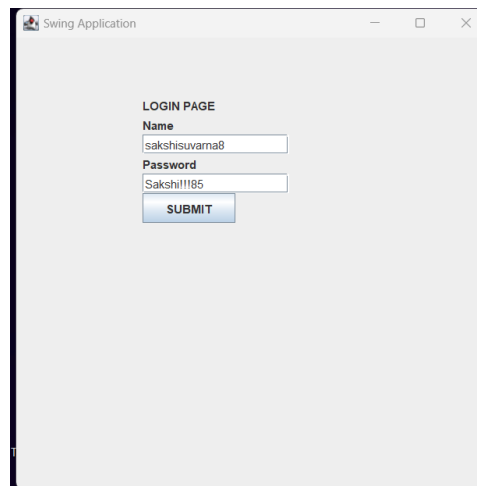 Swing Application
LOGIN PAGE
Name
sakshisuvarna8
Password
Sakshi!!!85
SUBMIT
T